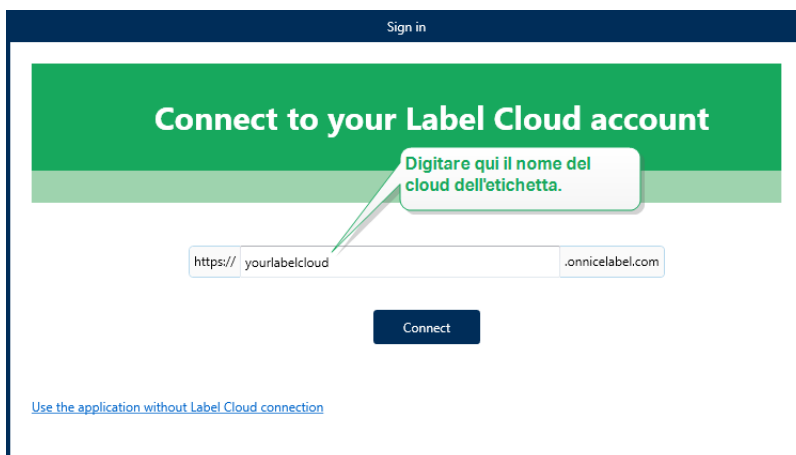 Sign in
Connect to your Label Cloud account
Digitare qui il nome del
cloud dell'etichetta.
https:// yourlabelcloud .onnicelabel.com
Connect
Use the application without Label Cloud connection